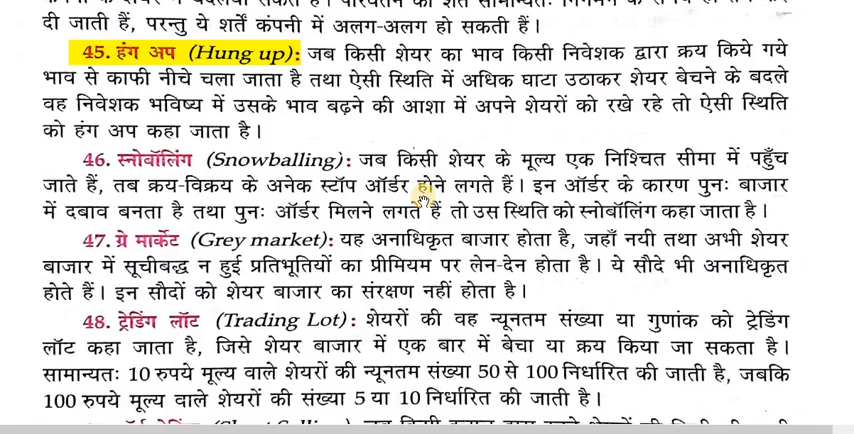 दी जाती हैं, परन्तु ये शर्तें कंपनी में अलग-अलग हो सकती हैं।
45. हंग अप (Hung up): जब किसी शेयर का भाव किसी निवेशक द्वारा क्रय किये गये
भाव से काफी नीचे चला जाता है तथा ऐसी स्थिति में अधिक घाटा उठाकर शेयर बेचने के बदले
वह निवेशक भविष्य में उसके भाव बढ़ने की आशा में अपने शेयरों को रखे रहे तो ऐसी स्थिति
को हंग अप कहा जाता है।
46. स्नोबॉलिंग (Snowballing): जब किसी शेयर के मूल्य एक निश्चित सीमा में पहुँच
जाते हैं, तब क्रय-विक्रय के अनेक स्टॉप ऑर्डर होने लगते हैं। इन ऑर्डर के कारण पुनः बाजार
में दबाव बनता है तथा पुनः ऑर्डर मिलने लगते हैं तो उस स्थिति को स्नोबॉलिंग कहा जाता है।
47. ग्रे मार्केट (Grey market): यह अनाधिकृत बाजार होता है, जहाँ नयी तथा अभी शेयर
बाजार में सूचीबद्ध न हुई प्रतिभूतियों का प्रीमियम पर लेन-देन होता है। ये सौदे भी अनाधिकृत
होते हैं। इन सौदों को शेयर बाजार का संरक्षण नहीं होता है।
48. ट्रेडिंग लॉट (Trading Lot): शेयरों की वह न्यूनतम संख्या या गुणांक को ट्रेडिंग
लॉट कहा जाता है, जिसे शेयर बाजार में एक बार में बेचा या क्रय किया जा सकता है।
सामान्यतः 10 रुपये मूल्य वाले शेयरों की न्यूनतम संख्या 50 से 100 निर्धारित की जाती है, जबकि
100 रुपये मूल्य वाले शेयरों की संख्या 5 या 10 निर्धारित की जाती है।